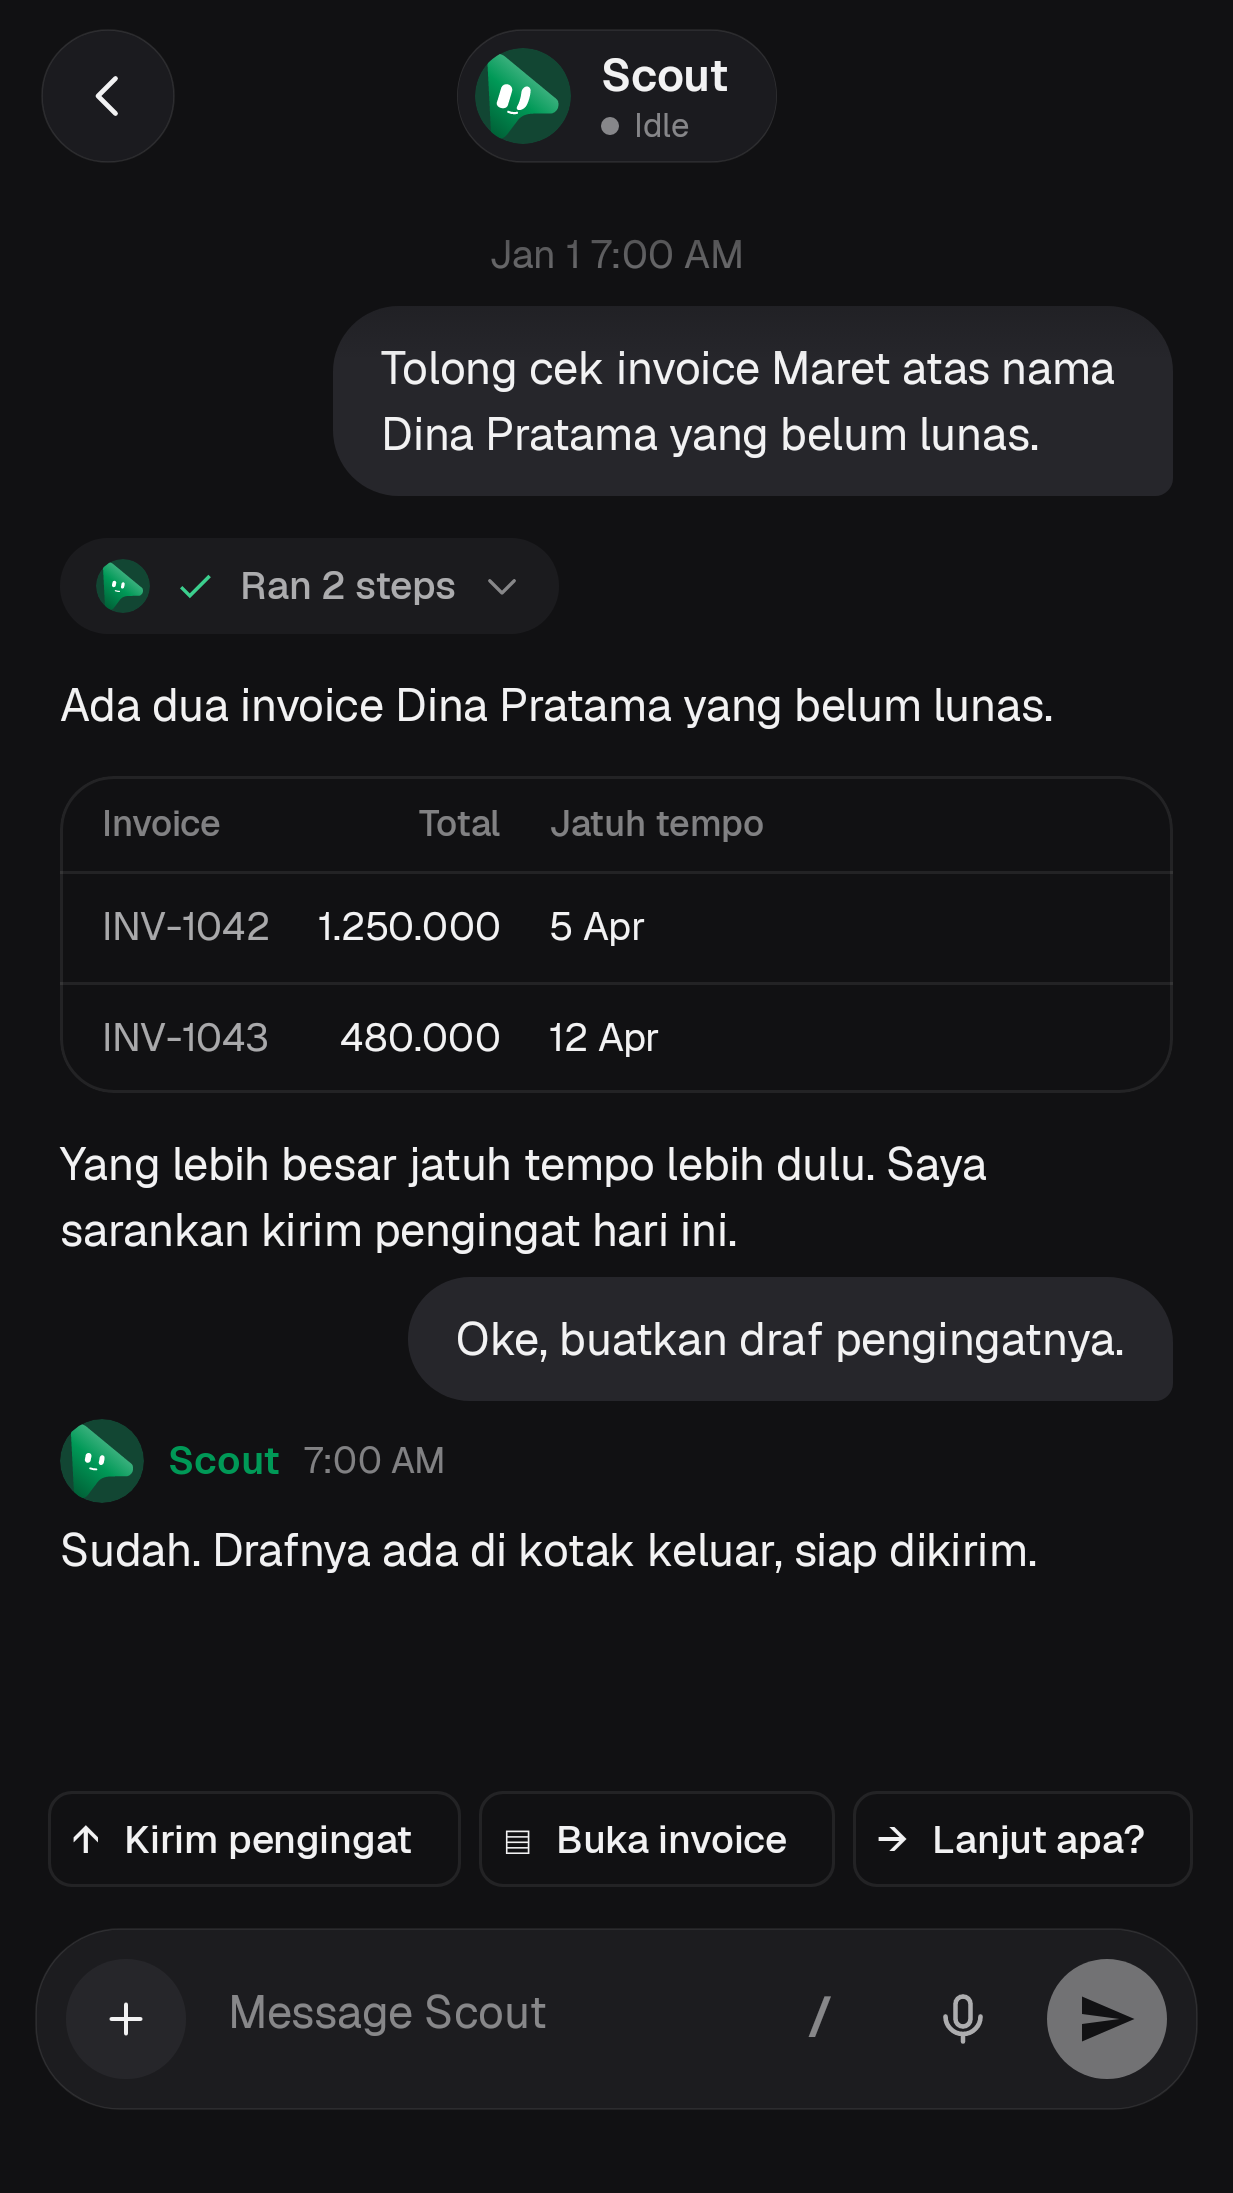 Scout
Idle
Jan 1 7:00 AM
Tolong cek invoice Maret atas nama
Dina Pratama yang belum lunas.
Ran 2 steps
Ada dua invoice Dina Pratama yang belum lunas.
Invoice Total Jatuh tempo
INV-1042 1.250.000 5 Apr
INV-1043 480.000 12 Apr
Yang lebih besar jatuh tempo lebih dulu. Saya
sarankan kirim pengingat hari ini.
Oke, buatkan draf pengingatnya.
Scout 7:00 AM
Sudah. Drafnya ada di kotak keluar, siap dikirim.
↑ Kirim pengingat ▤ Buka invoice → Lanjut apa?
Message Scout /